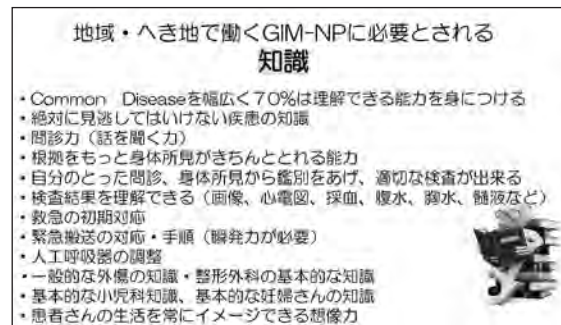 地域・へき地で働くGIM-NPに必要とされる
知識
・Common Diseaseを幅広く70%は理解できる能力を身につける
・絶対に見逃してはいけない疾患の知識
・問診力（話を聞く力）
・根拠をもっと身体所見がきちんととれる能力
・自分のとった問診、身体所見から鑑別をあげ、適切な検査が出来る
・検査結果を理解できる（画像、心電図、採血、腹水、胸水、髄液など）
・救急の初期対応
・緊急搬送の対応・手順（瞬発力が必要）
・人工呼吸器の調整
・一般的な外傷の知識・整形外科の基本的な知識
・基本的な小児科知識、基本的な妊婦さんの知識
・患者さんの生活を常にイメージできる想像力